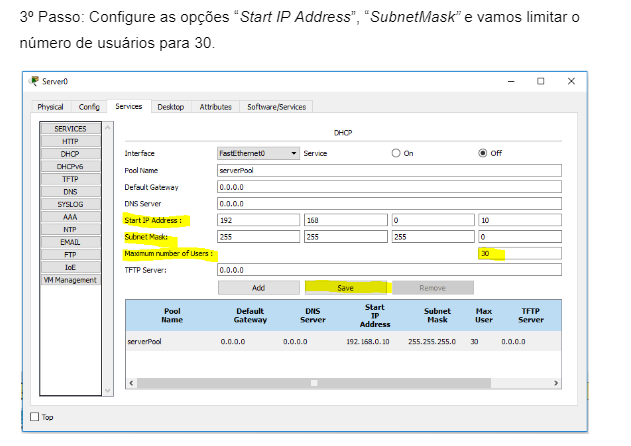 3º Passo: Configure as opções “Start IP Address”, “SubnetMask” e vamos limitar o
número de usuários para 30.
Server0
Physical Config Services Desktop Attributes Software/Services
SERVICES
HTTP
DHCP
DHCPv6
TFTP
DNS
SYSLOG
AAA
NTP
EMAIL
FTP
IoE
VM Management
DHCP
Interface FastEthernet0 Service On Off
Pool Name serverPool
Default Gateway 0.0.0.0
DNS Server 0.0.0.0
Start IP Address : 192 168 0 10
Subnet Mask: 255 255 255 0
Maximum number of Users : 30
TFTP Server: 0.0.0.0
Add Save Remove
Pool Name Default Gateway DNS Server Start IP Address Subnet Mask Max User TFTP Server
serverPool 0.0.0.0 0.0.0.0 192.168.0.10 255.255.255.0 30 0.0.0.0
Top